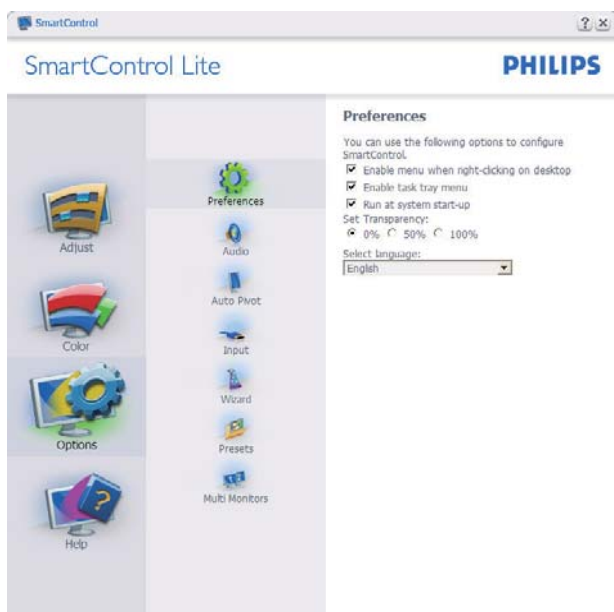 SmartControl
SmartControl Lite
PHILIPS
Adjust
Color
Options
Help
Preferences
Audio
Auto Pivot
Input
Wizard
Presets
Multi Monitors
Preferences
You can use the following options to configure
SmartControl.
Enable menu when right-clicking on desktop
Enable task tray menu
Run at system start-up
Set Transparency:
0% 50% 100%
Select language:
English